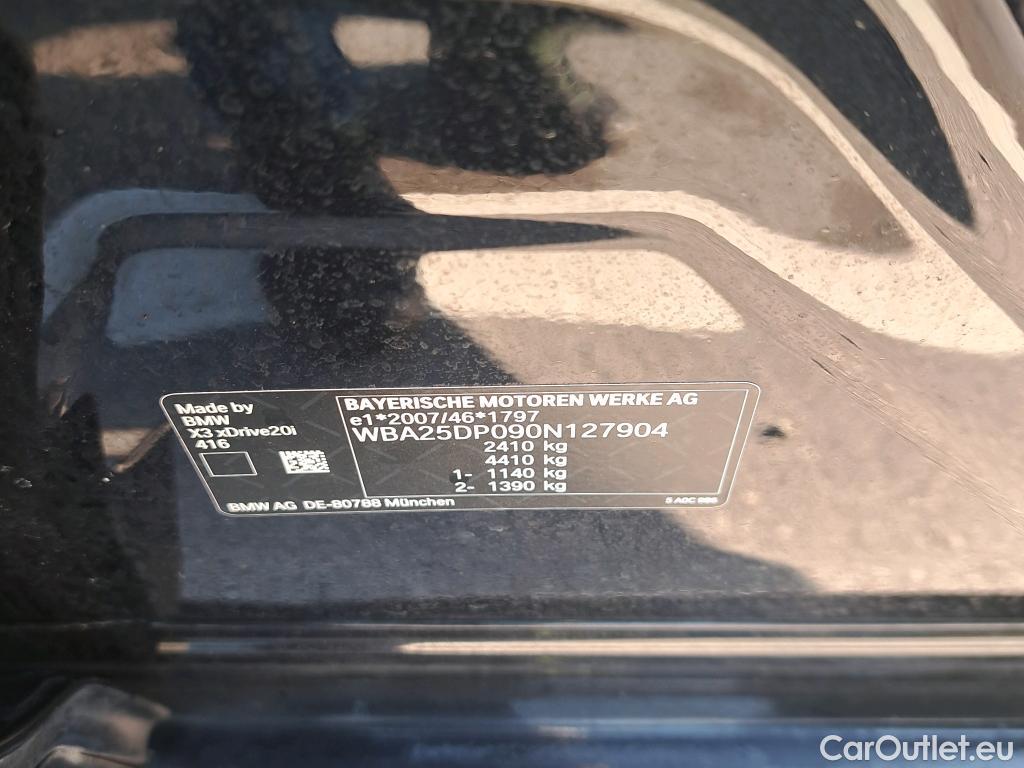 Made by
BMW
X3 xDrive20i
416
BAYERISCHE MOTOREN WERKE AG
e1*2007/46*1797
WBA25DP090N127904
2410 kg
4410 kg
1- 1140 kg
2- 1390 kg
BMW AG DE-80788 München
CarOutlet.eu